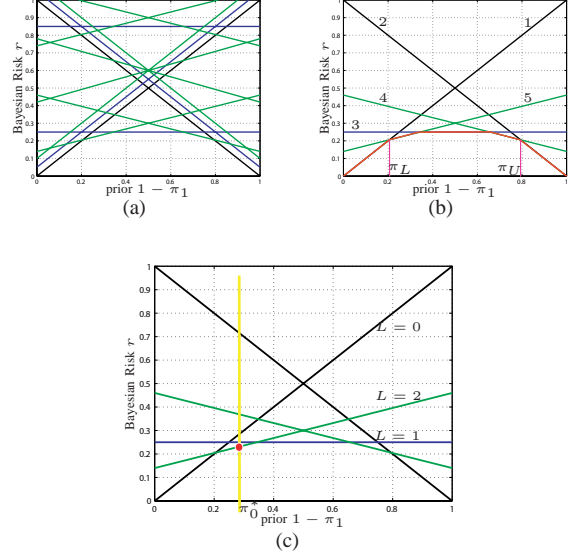 1
0.9
0.8
0.7
0.6
0.5
0.4
0.3
0.2
0.1
0
Bayesian Risk r
0 0.2 0.4 0.6 0.8 1
prior 1 − π1
(a)
1
0.9
0.8
0.7
0.6
0.5
0.4
0.3
0.2
0.1
0
Bayesian Risk r
2 1
4 5
3
πL πU
0 0.2 0.4 0.6 0.8 1
prior 1 − π1
(b)
1
0.9
0.8
0.7
0.6
0.5
0.4
0.3
0.2
0.1
0
Bayesian Risk r
L = 0
L = 2
L = 1
0 0.2 0.4 0.6 0.8 1
π0* prior 1 − π1
(c)